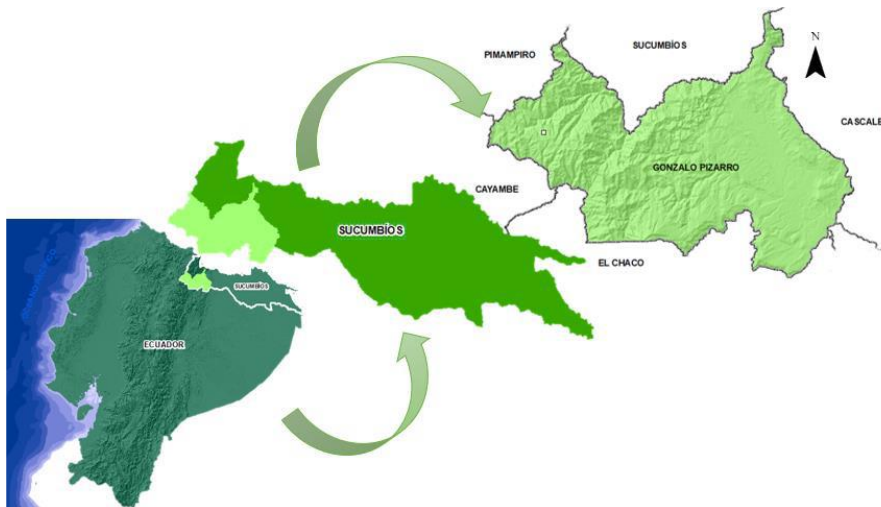 PIMAMPIRO
SUCUMBÍOS
N
CASCALE
GONZALO PIZARRO
CAYAMBE
SUCUMBÍOS
EL CHACO
SUCUMBÍOS
ECUADOR